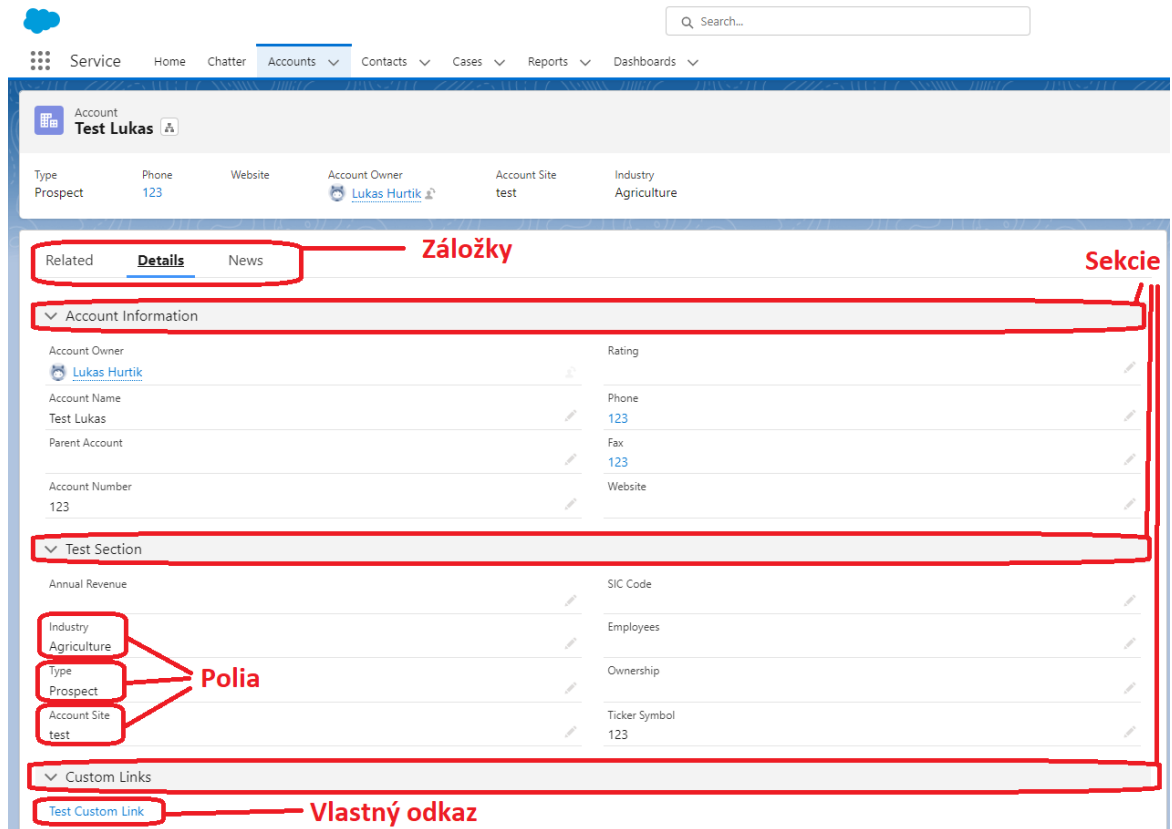 Search...
Service Home Chatter Accounts Contacts Cases Reports Dashboards
Account
Test Lukas
Type Phone Website Account Owner Account Site Industry
Prospect 123 Lukas Hurtik test Agriculture
Related Details News Záložky
Sekcie
Account Information
Account Owner Rating
Lukas Hurtik
Account Name Phone
Test Lukas 123
Parent Account Fax
123
Account Number Website
123
Test Section
Annual Revenue SIC Code
Industry Employees
Agriculture
Type Ownership
Polia
Prospect
Account Site Ticker Symbol
test 123
Custom Links
Test Custom Link Vlastný odkaz